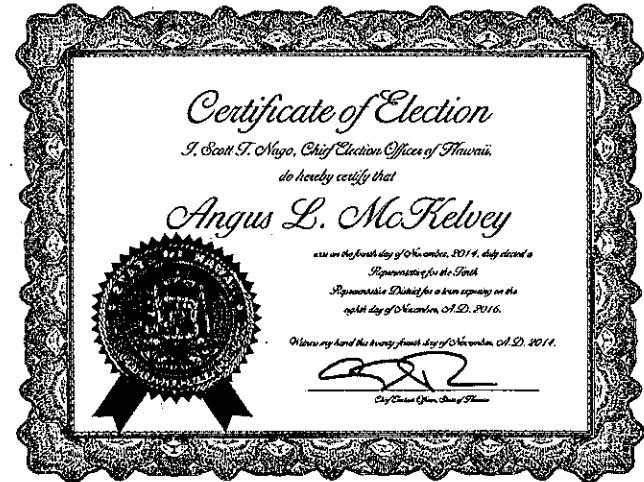 Certificate of Election
I, Scott T. Nago, Chief Election Officer of Hawaii,
do hereby certify that
Angus L. McKelvey
was on the fourth day of November, 2014, duly elected a
Representative for the Tenth
Representative District for a term expiring on the
eighth day of November, A.D. 2016.
Witness my hand this twenty fourth day of November, A.D. 2014.
Chief Election Officer, State of Hawaii